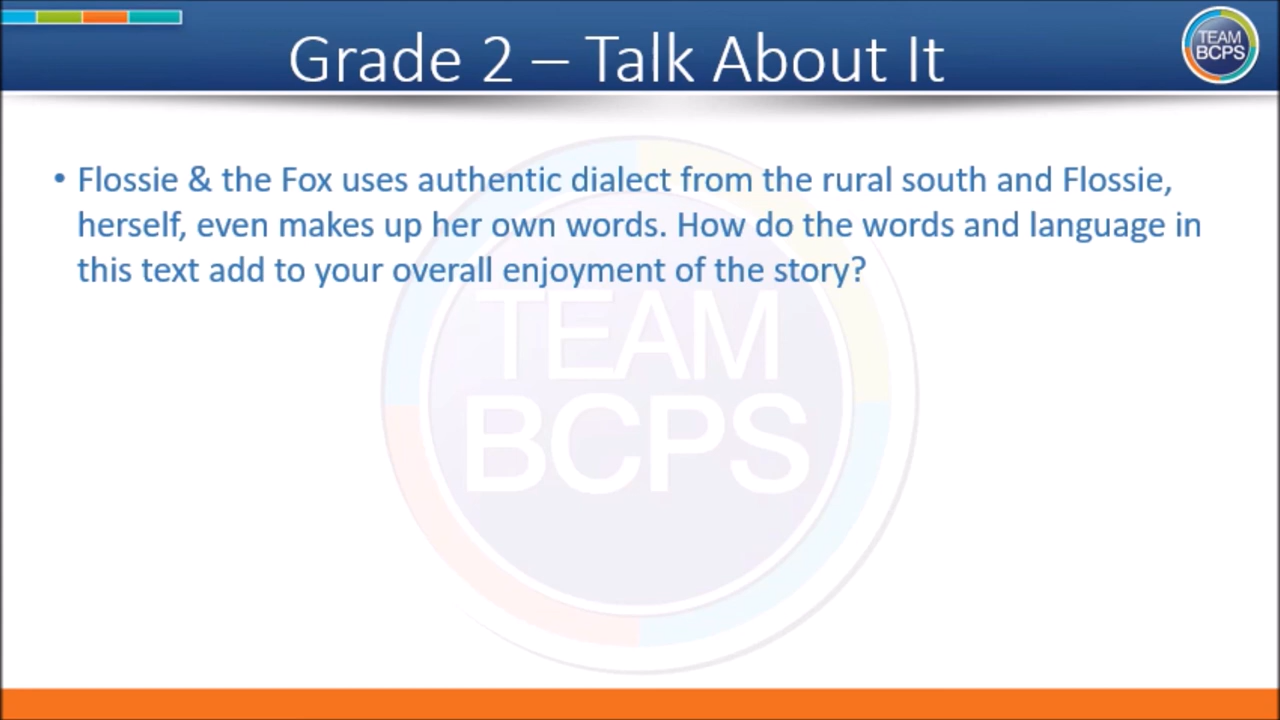 Grade 2 – Talk About It
TEAM
BCPS
• Flossie & the Fox uses authentic dialect from the rural south and Flossie,
herself, even makes up her own words. How do the words and language in
this text add to your overall enjoyment of the story?
TEAM
BCPS